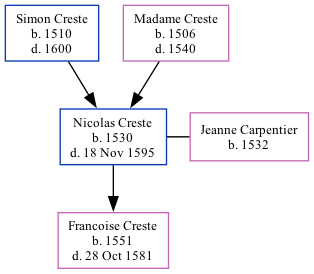 Simon Creste
b. 1510
d. 1600
Madame Creste
b. 1506
d. 1540
Nicolas Creste
b. 1530
d. 18 Nov 1595
Jeanne Carpentier
b. 1532
Francoise Creste
b. 1551
d. 28 Oct 1581